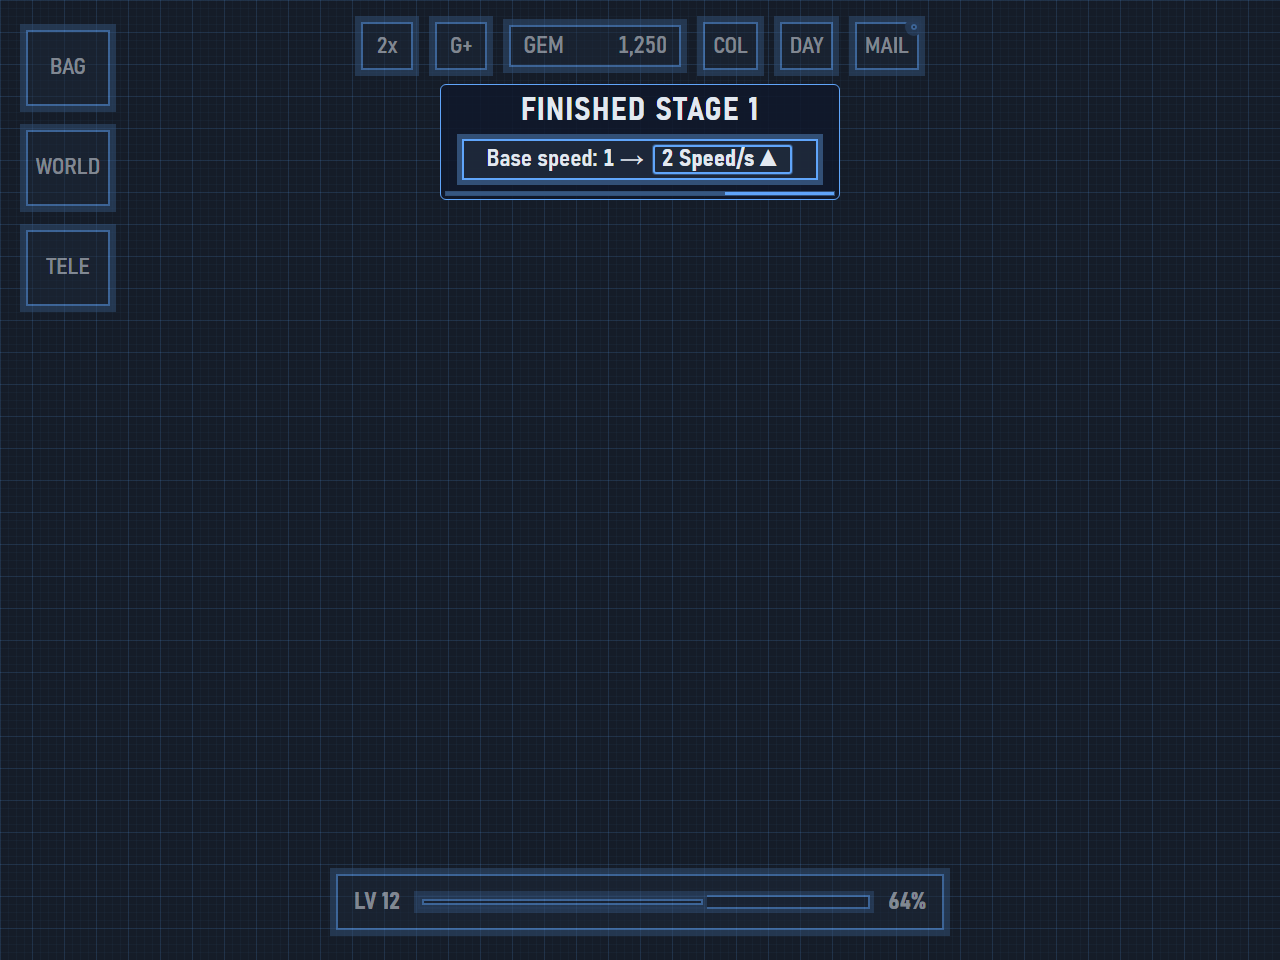 BAG
WORLD
TELE
2x
G+
GEM 1,250
COL
DAY
MAIL
FINISHED STAGE 1
Base speed: 1 → 2 Speed/s ▲
LV 12
64%